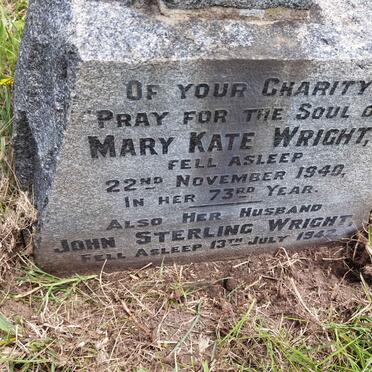 OF YOUR CHARITY
PRAY FOR THE SOUL O
MARY KATE WRIGHT,
FELL ASLEEP
22ND NOVEMBER 1940,
IN HER 73RD YEAR.
ALSO HER HUSBAND
JOHN STERLING WRIGHT,
FELL ASLEEP 13TH JULY 1942.